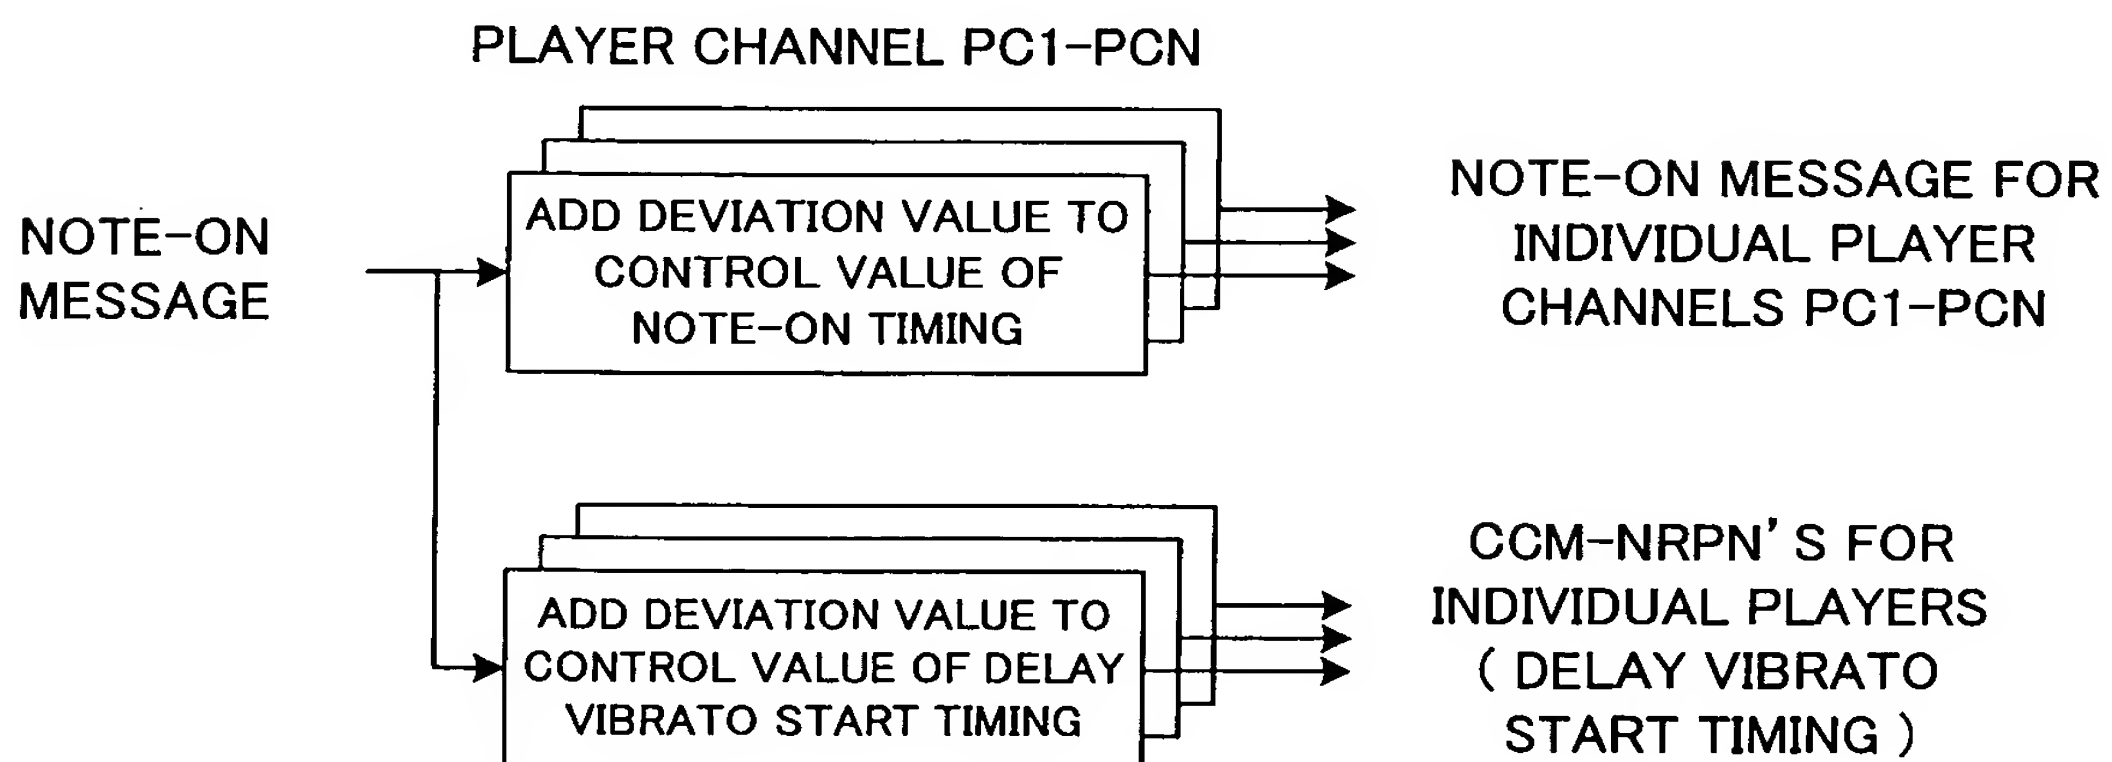 PLAYER CHANNEL PC1-PCN
NOTE-ON
MESSAGE
ADD DEVIATION VALUE TO
CONTROL VALUE OF
NOTE-ON TIMING
NOTE-ON MESSAGE FOR
INDIVIDUAL PLAYER
CHANNELS PC1-PCN
ADD DEVIATION VALUE TO
CONTROL VALUE OF DELAY
VIBRATO START TIMING
CCM-NRPN'S FOR
INDIVIDUAL PLAYERS
( DELAY VIBRATO
START TIMING )